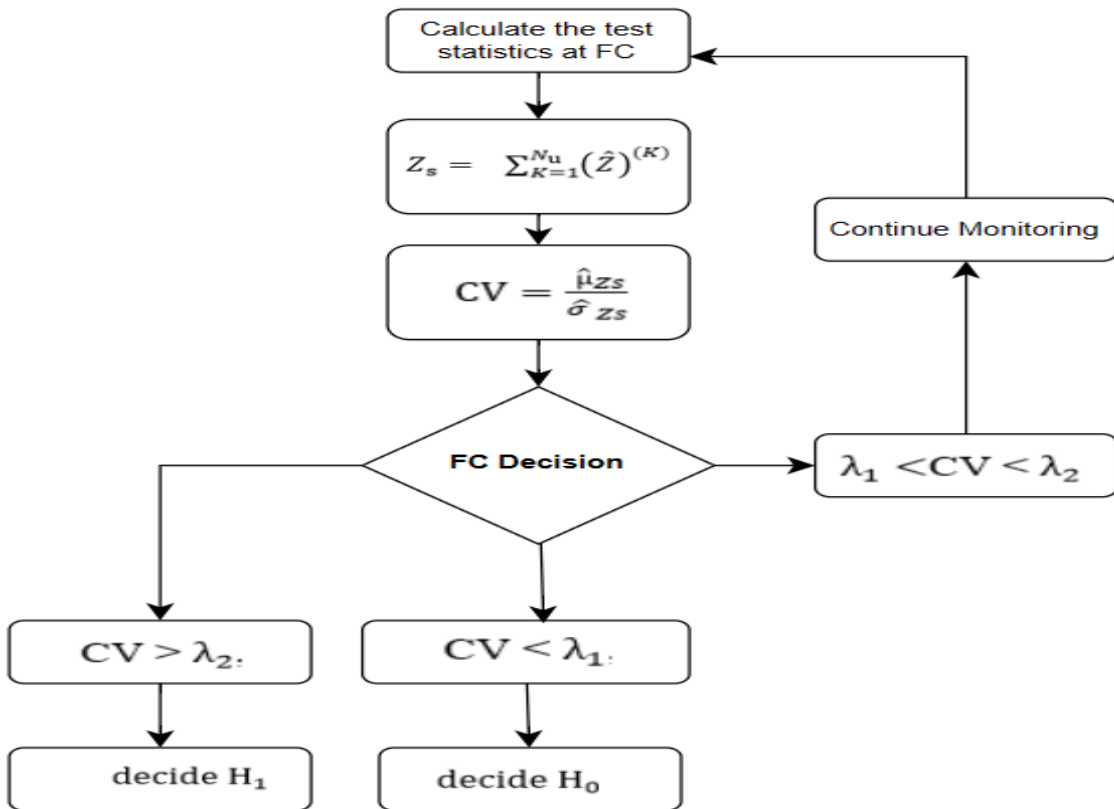 Calculate the test
statistics at FC
Z_s = ∑_{K=1}^{N_u}(Ẑ)^{(K)}
Continue Monitoring
CV = μ̂_{Zs} / σ̂_{Zs}
FC Decision
λ₁ <CV < λ₂
CV > λ₂:
CV < λ₁:
decide H₁
decide H₀